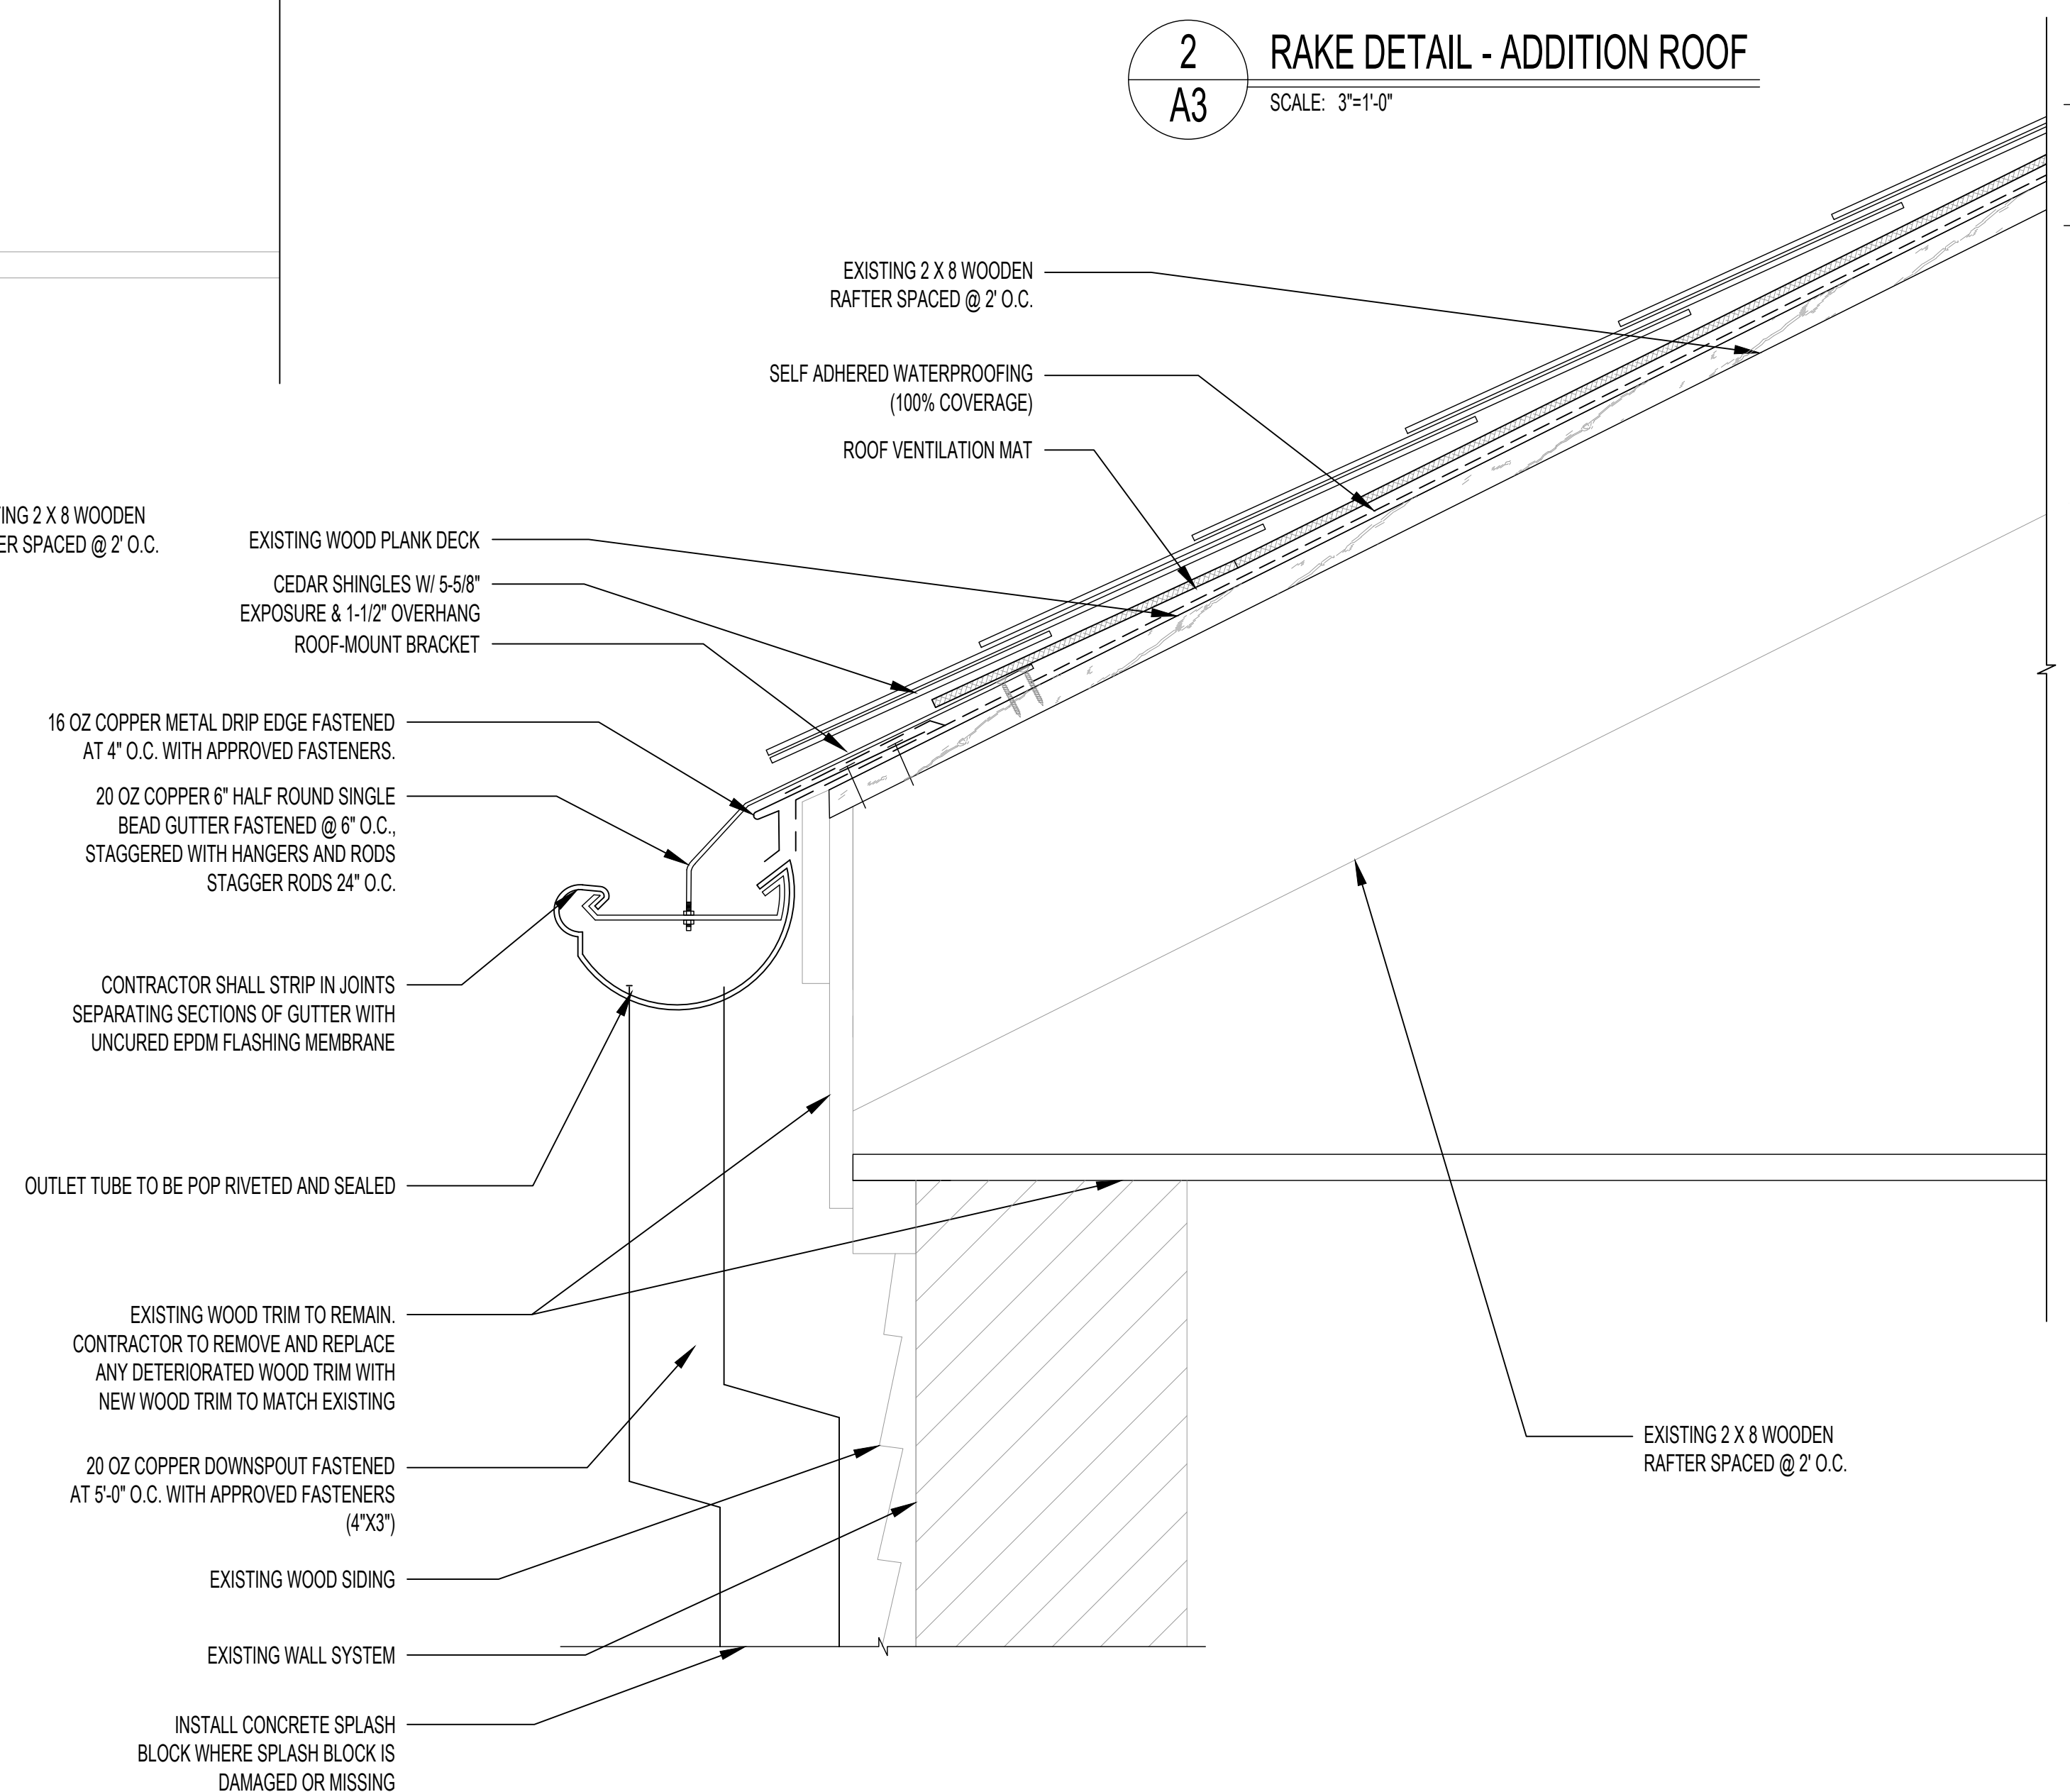 2
A3
RAKE DETAIL - ADDITION ROOF
SCALE: 3"=1'-0"
EXISTING 2 X 8 WOODEN
RAFTER SPACED @ 2' O.C.
SELF ADHERED WATERPROOFING
(100% COVERAGE)
ROOF VENTILATION MAT
ING 2 X 8 WOODEN
ER SPACED @ 2' O.C.
EXISTING WOOD PLANK DECK
CEDAR SHINGLES W/ 5-5/8"
EXPOSURE & 1-1/2" OVERHANG
ROOF-MOUNT BRACKET
16 OZ COPPER METAL DRIP EDGE FASTENED
AT 4" O.C. WITH APPROVED FASTENERS.
20 OZ COPPER 6" HALF ROUND SINGLE
BEAD GUTTER FASTENED @ 6" O.C.,
STAGGERED WITH HANGERS AND RODS
STAGGER RODS 24" O.C.
CONTRACTOR SHALL STRIP IN JOINTS
SEPARATING SECTIONS OF GUTTER WITH
UNCURED EPDM FLASHING MEMBRANE
OUTLET TUBE TO BE POP RIVETED AND SEALED
EXISTING WOOD TRIM TO REMAIN.
CONTRACTOR TO REMOVE AND REPLACE
ANY DETERIORATED WOOD TRIM WITH
NEW WOOD TRIM TO MATCH EXISTING
20 OZ COPPER DOWNSPOUT FASTENED
AT 5'-0" O.C. WITH APPROVED FASTENERS
(4"X3")
EXISTING WOOD SIDING
EXISTING WALL SYSTEM
INSTALL CONCRETE SPLASH
BLOCK WHERE SPLASH BLOCK IS
DAMAGED OR MISSING
EXISTING 2 X 8 WOODEN
RAFTER SPACED @ 2' O.C.